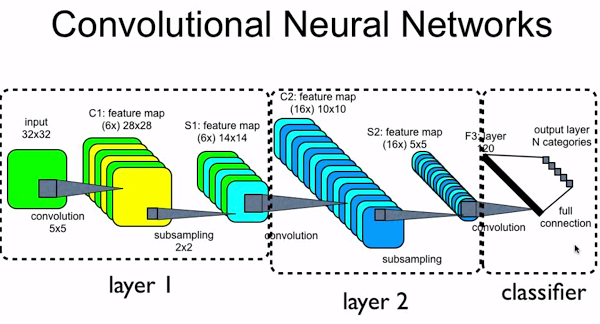 Convolutional Neural Networks
input
32x32
C1: feature map
(6x) 28x28
S1: feature map
(6x) 14x14
C2: feature map
(16x) 10x10
S2: feature map
(16x) 5x5
F3: layer
120
output layer
N categories
convolution
5x5
subsampling
2x2
convolution
subsampling
convolution
full
connection
layer 1
layer 2
classifier